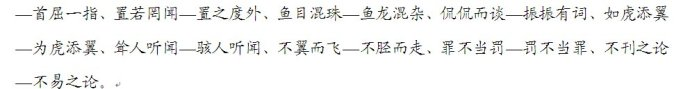 —首屈一指、置若罔闻—置之度外、鱼目混珠—鱼龙混杂、侃侃而谈—振振有词、如虎添翼
—为虎添翼、耸人听闻—骇人听闻、不翼而飞—不胫而走、罪不当罚—罚不当罪、不刊之论
—不易之论。